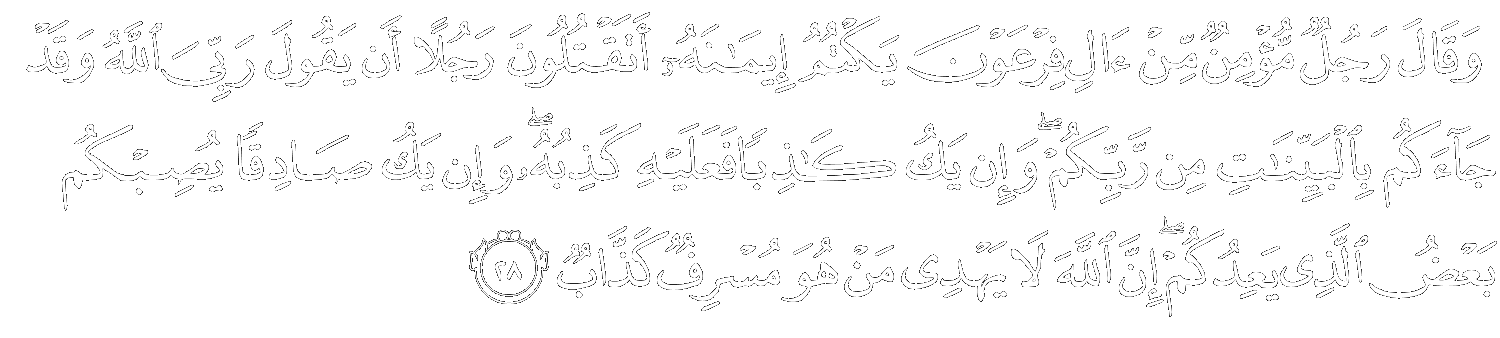 وَقَالَ رَجُلٌ مُّؤْمِنٌ مِّنْ ءَالِ فِرْعَوْنَ يَكْتُمُ إِيمَٰنَهُۥٓ أَتَقْتُلُونَ رَجُلًا أَن يَقُولَ رَبِّىَ ٱللَّهُ وَقَدْ
جَآءَكُم بِٱلْبَيِّنَٰتِ مِن رَّبِّكُمْ ۖ وَإِن يَكُ كَٰذِبًا فَعَلَيْهِ كَذِبُهُۥ ۖ وَإِن يَكُ صَادِقًا يُصِبْكُم
بَعْضُ ٱلَّذِى يَعِدُكُمْ ۖ إِنَّ ٱللَّهَ لَا يَهْدِى مَنْ هُوَ مُسْرِفٌ كَذَّابٌ ٢٨